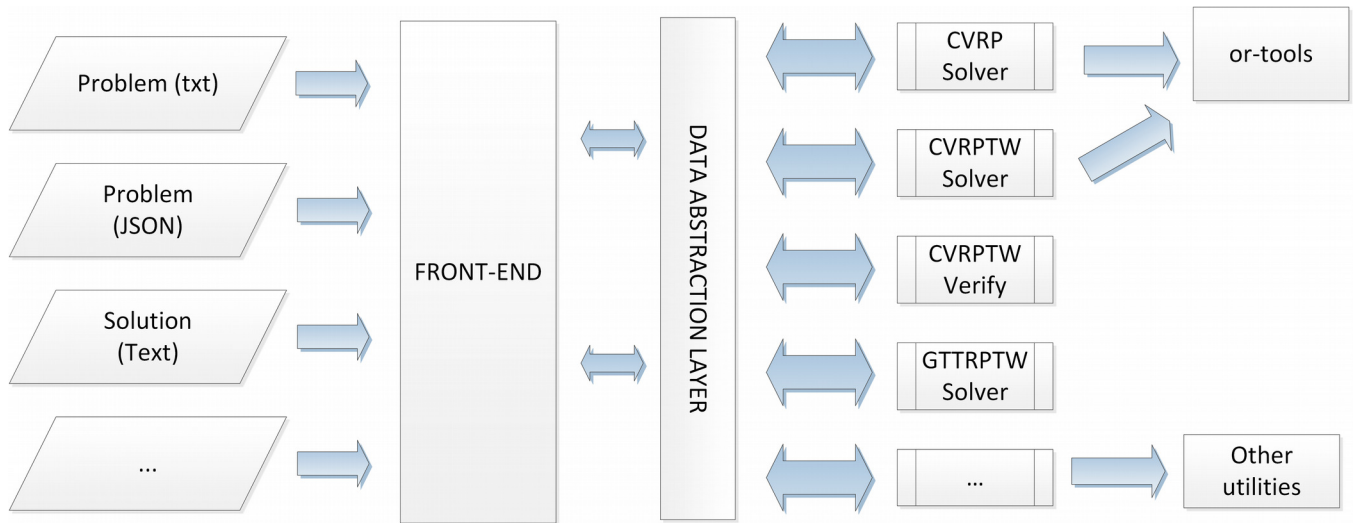 Problem (txt)
Problem
(JSON)
Solution
(Text)
...
FRONT-END
DATA ABSTRACTION LAYER
CVRP
Solver
CVRPTW
Solver
CVRPTW
Verify
GTTRPTW
Solver
...
or-tools
Other
utilities